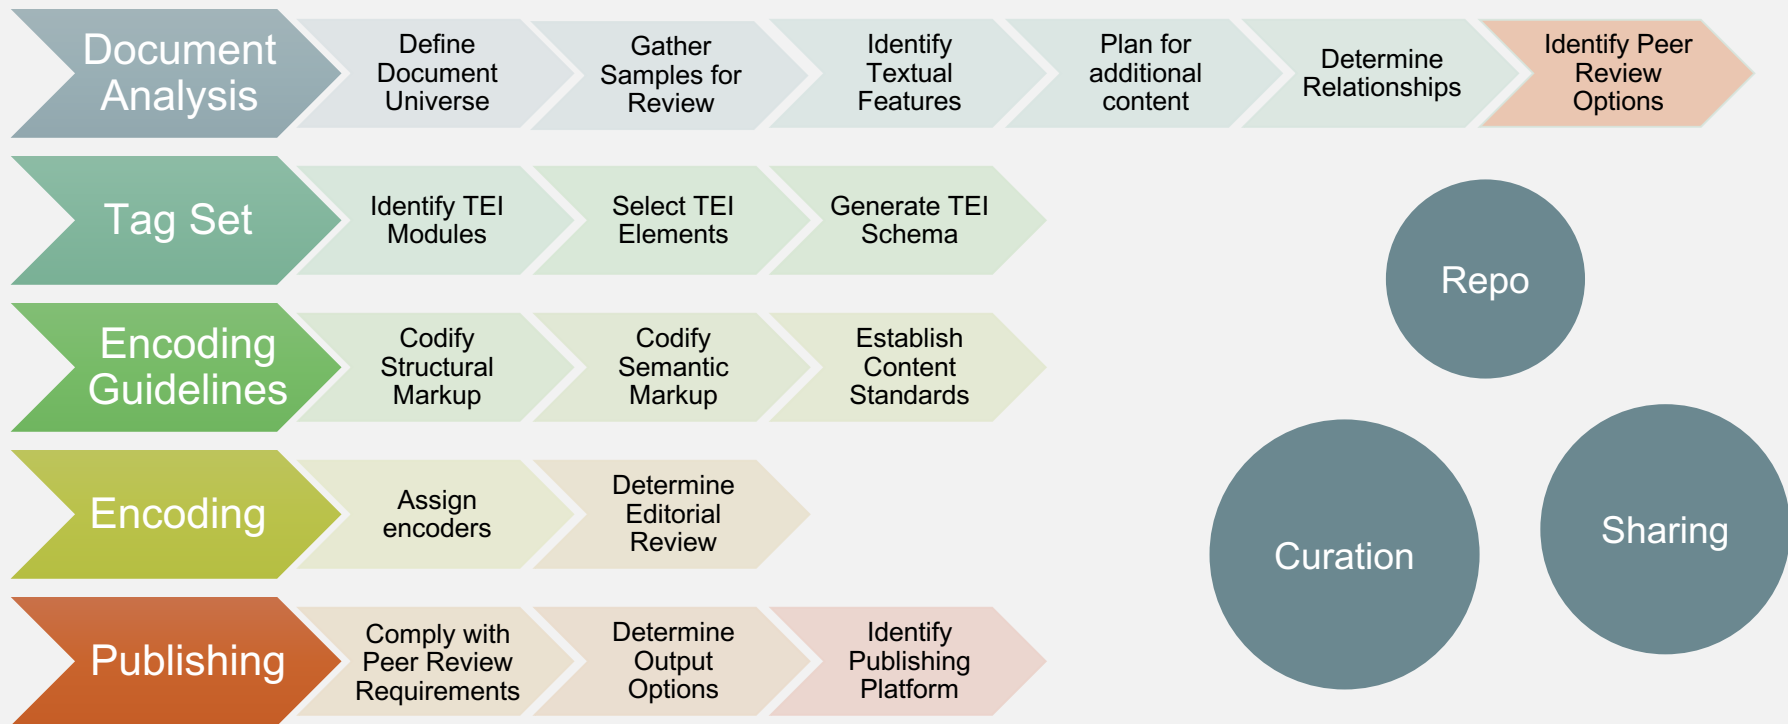 Document
Analysis
Define
Document
Universe
Gather
Samples for
Review
Identify
Textual
Features
Plan for
additional
content
Determine
Relationships
Identify Peer
Review
Options
Tag Set
Identify TEI
Modules
Select TEI
Elements
Generate TEI
Schema
Encoding
Guidelines
Codify
Structural
Markup
Codify
Semantic
Markup
Establish
Content
Standards
Encoding
Assign
encoders
Determine
Editorial
Review
Publishing
Comply with
Peer Review
Requirements
Determine
Output
Options
Identify
Publishing
Platform
Repo
Curation
Sharing